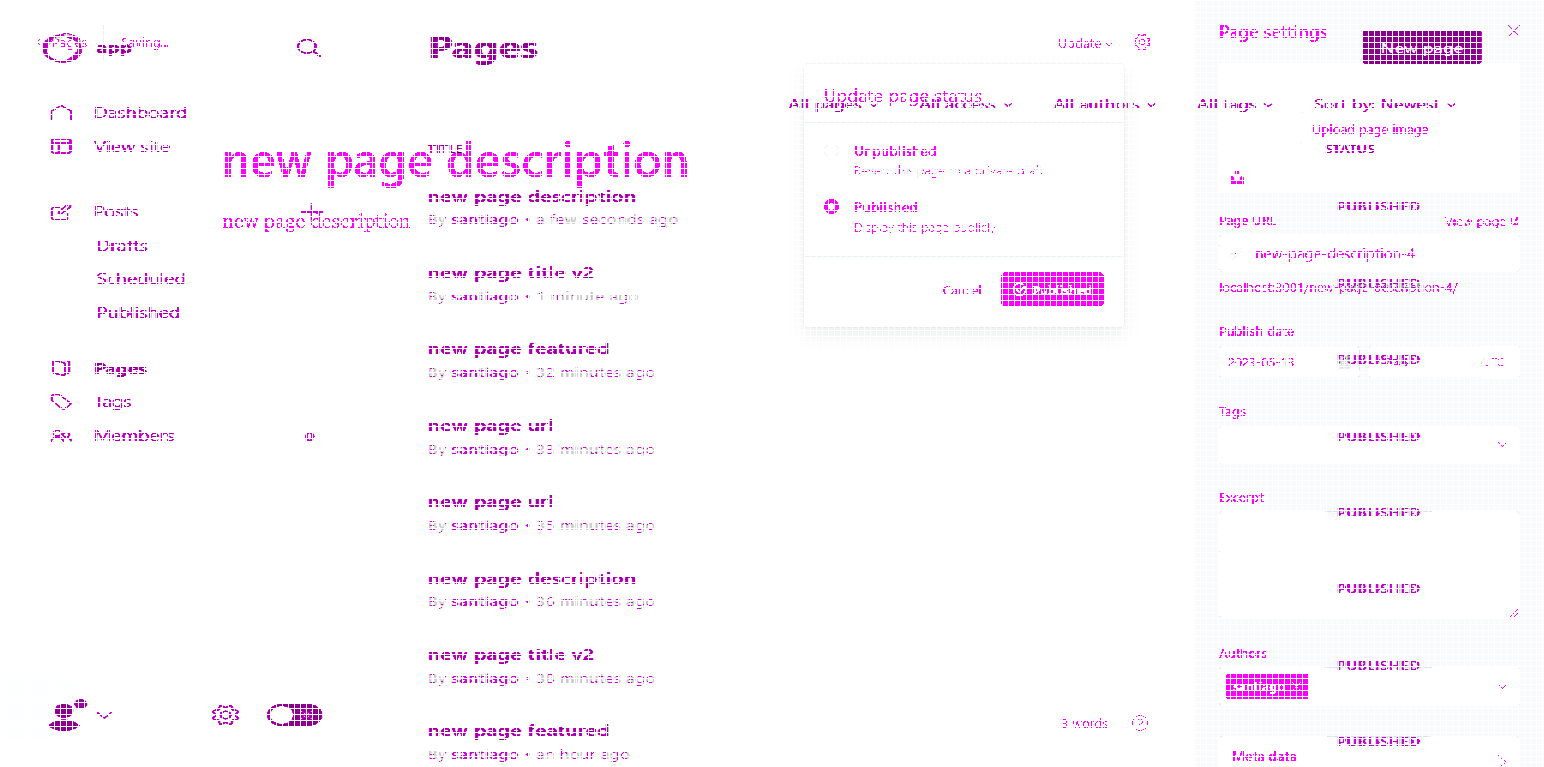 Pages
Saving...
app
Pages
Update
Page settings
New page
Update page status
All pages
All access
All authors
All tags
Sort by: Newest
Dashboard
View site
Upload page image
TITLE
STATUS
new page description
Unpublished
Revert this page to a private draft
new page description
By santiago • a few seconds ago
PUBLISHED
Posts
Published
Display this page publicly
new page description
Page URL
View page
Drafts
new-page-description-4
new page title v2
By santiago • 1 minute ago
PUBLISHED
Scheduled
Cancel
localhost:3001/new-page-description-4/
Published
Publish date
new page featured
By santiago • 32 minutes ago
PUBLISHED
2023-05-13
UTC
Pages
Tags
Members
0
Tags
new page url
By santiago • 33 minutes ago
PUBLISHED
Excerpt
new page url
By santiago • 35 minutes ago
PUBLISHED
new page description
By santiago • 36 minutes ago
PUBLISHED
Authors
new page title v2
By santiago • 36 minutes ago
PUBLISHED
santiago
3 words
new page featured
By santiago • an hour ago
PUBLISHED
Meta data